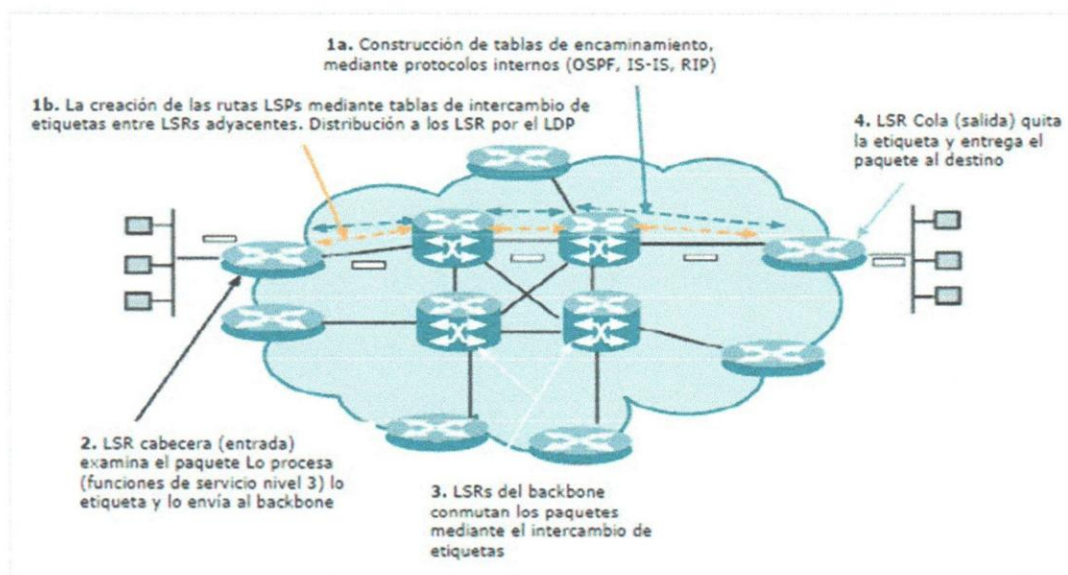 1a. Construcción de tablas de encaminamiento,
mediante protocolos internos (OSPF, IS-IS, RIP)
1b. La creación de las rutas LSPs mediante tablas de intercambio de
etiquetas entre LSRs adyacentes. Distribución a los LSR por el LDP
4. LSR Cola (salida) quita
la etiqueta y entrega el
paquete al destino
2. LSR cabecera (entrada)
examina el paquete Lo procesa
(funciones de servicio nivel 3) lo
etiqueta y lo envía al backbone
3. LSRs del backbone
conmutan los paquetes
mediante el intercambio de
etiquetas